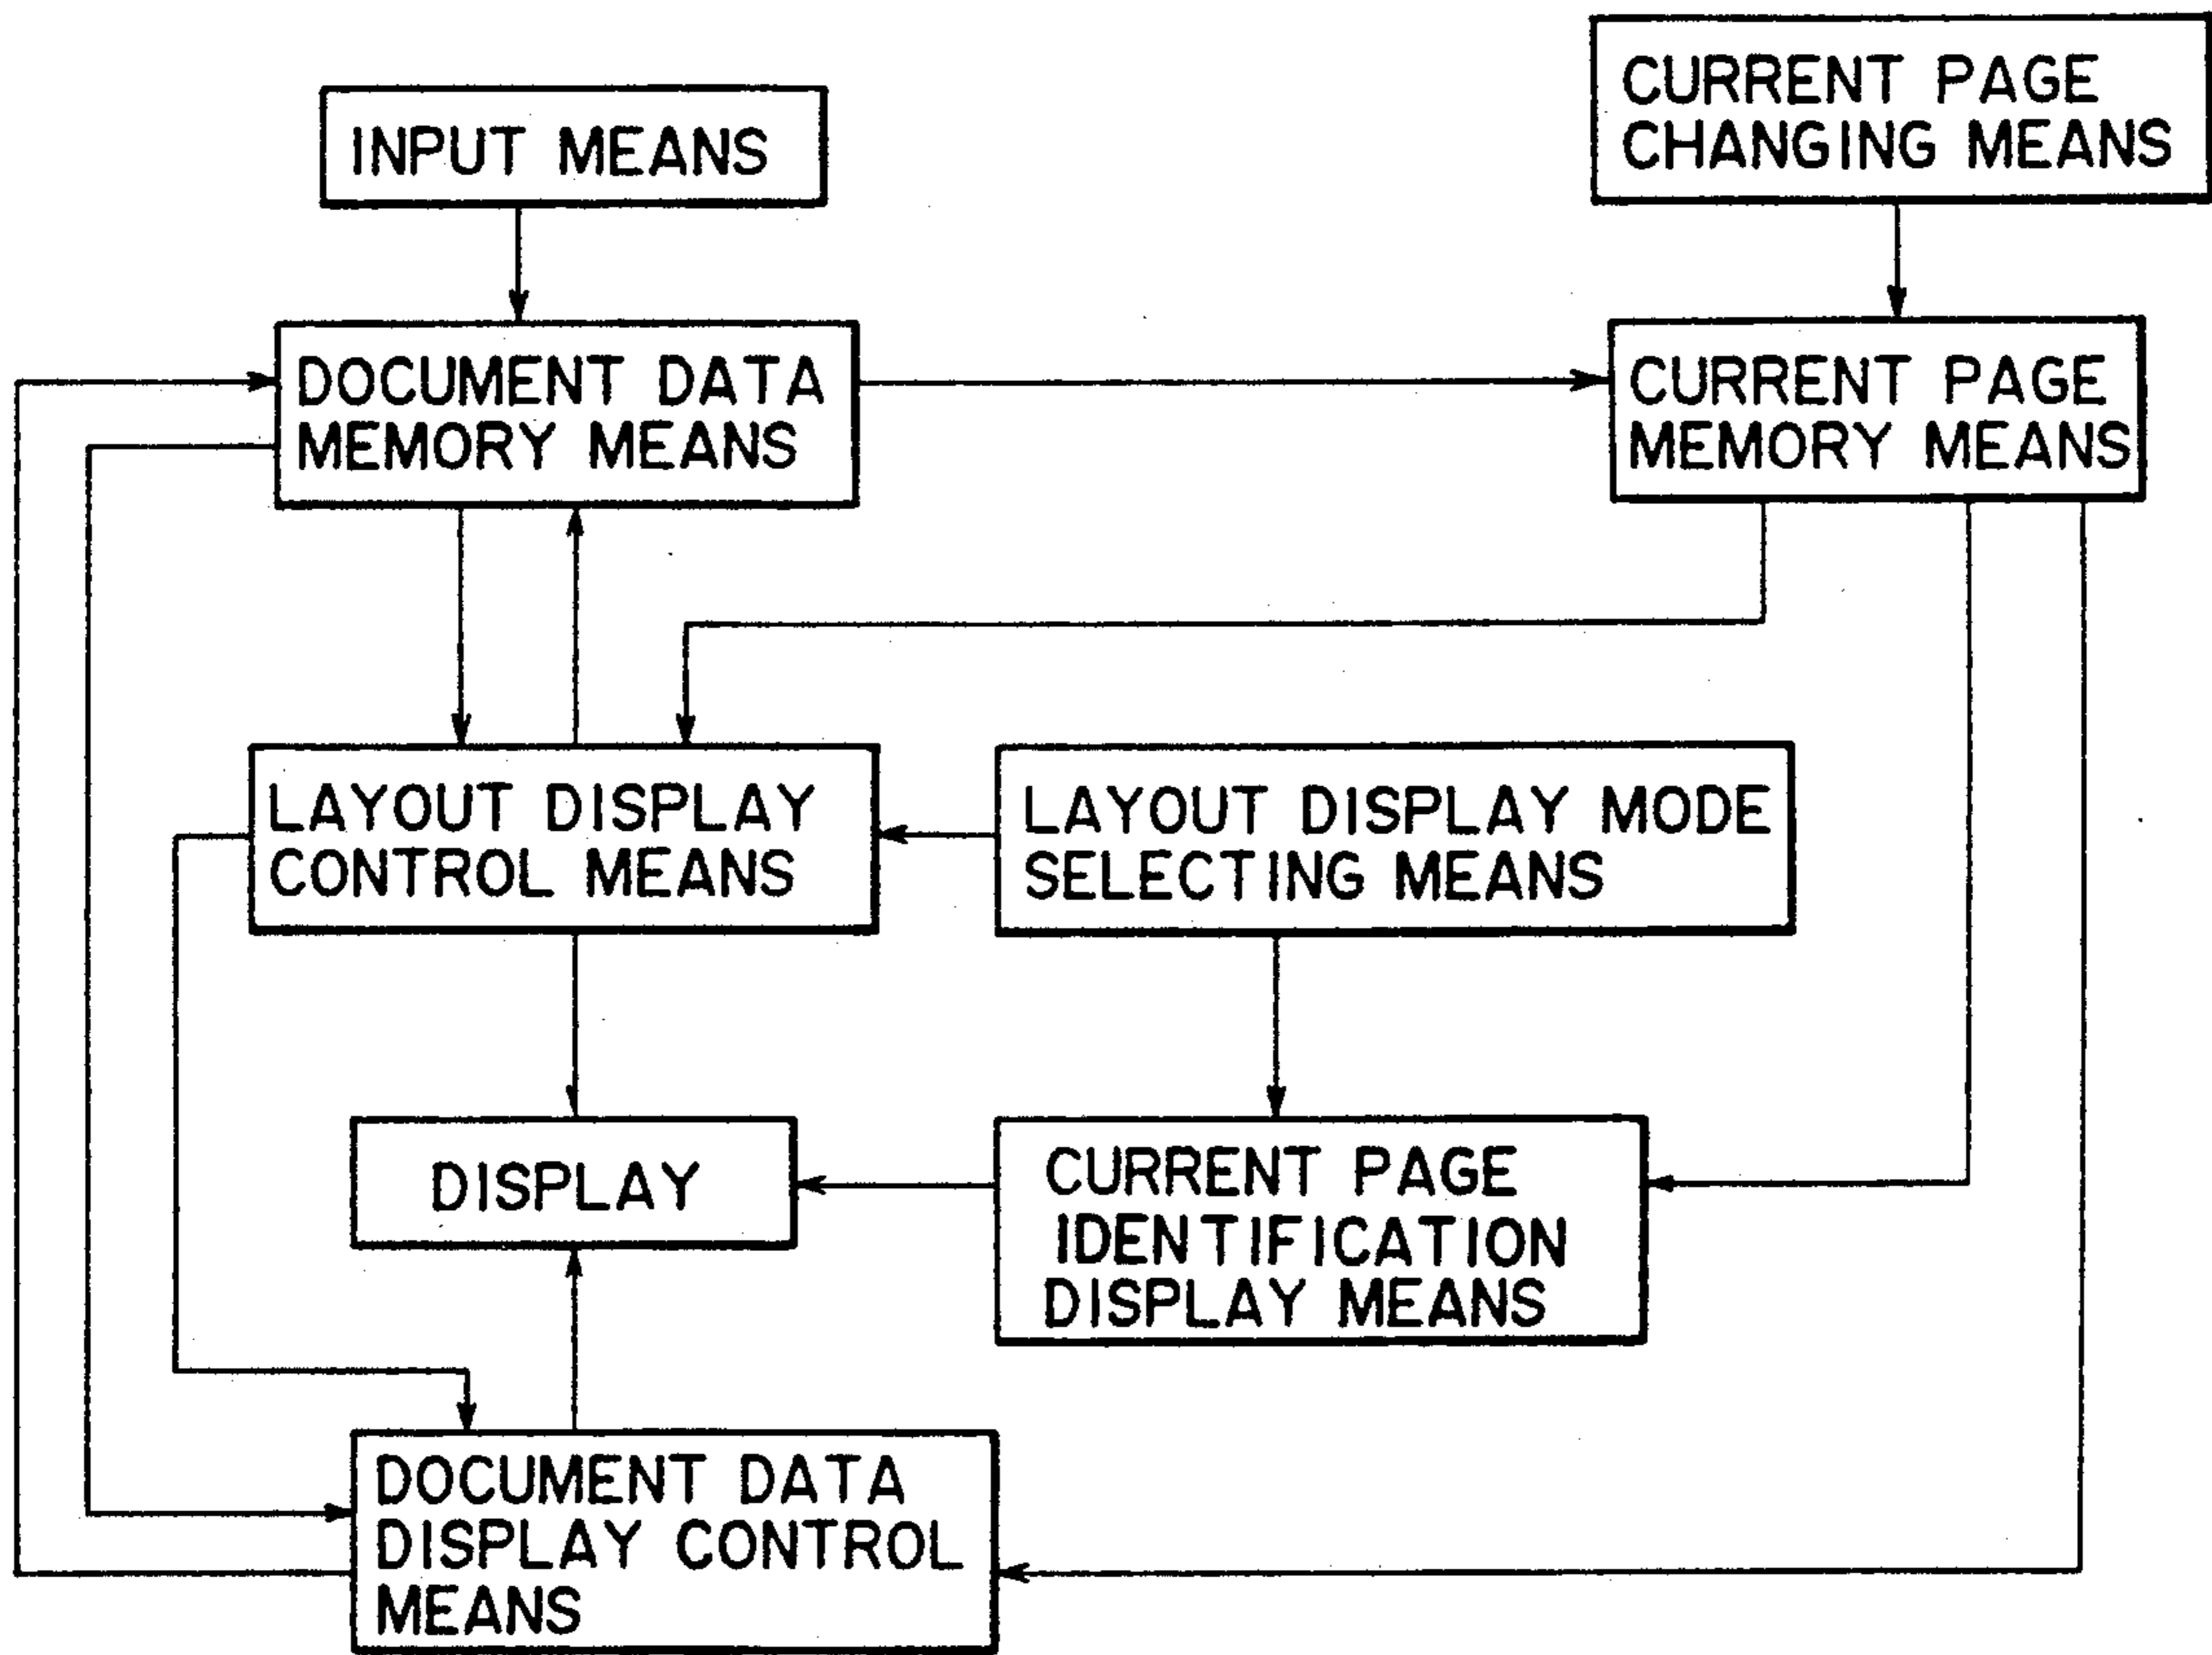 INPUT MEANS
CURRENT PAGE
CHANGING MEANS
DOCUMENT DATA
MEMORY MEANS
CURRENT PAGE
MEMORY MEANS
LAYOUT DISPLAY
CONTROL MEANS
LAYOUT DISPLAY MODE
SELECTING MEANS
DISPLAY
CURRENT PAGE
IDENTIFICATION
DISPLAY MEANS
DOCUMENT DATA
DISPLAY CONTROL
MEANS